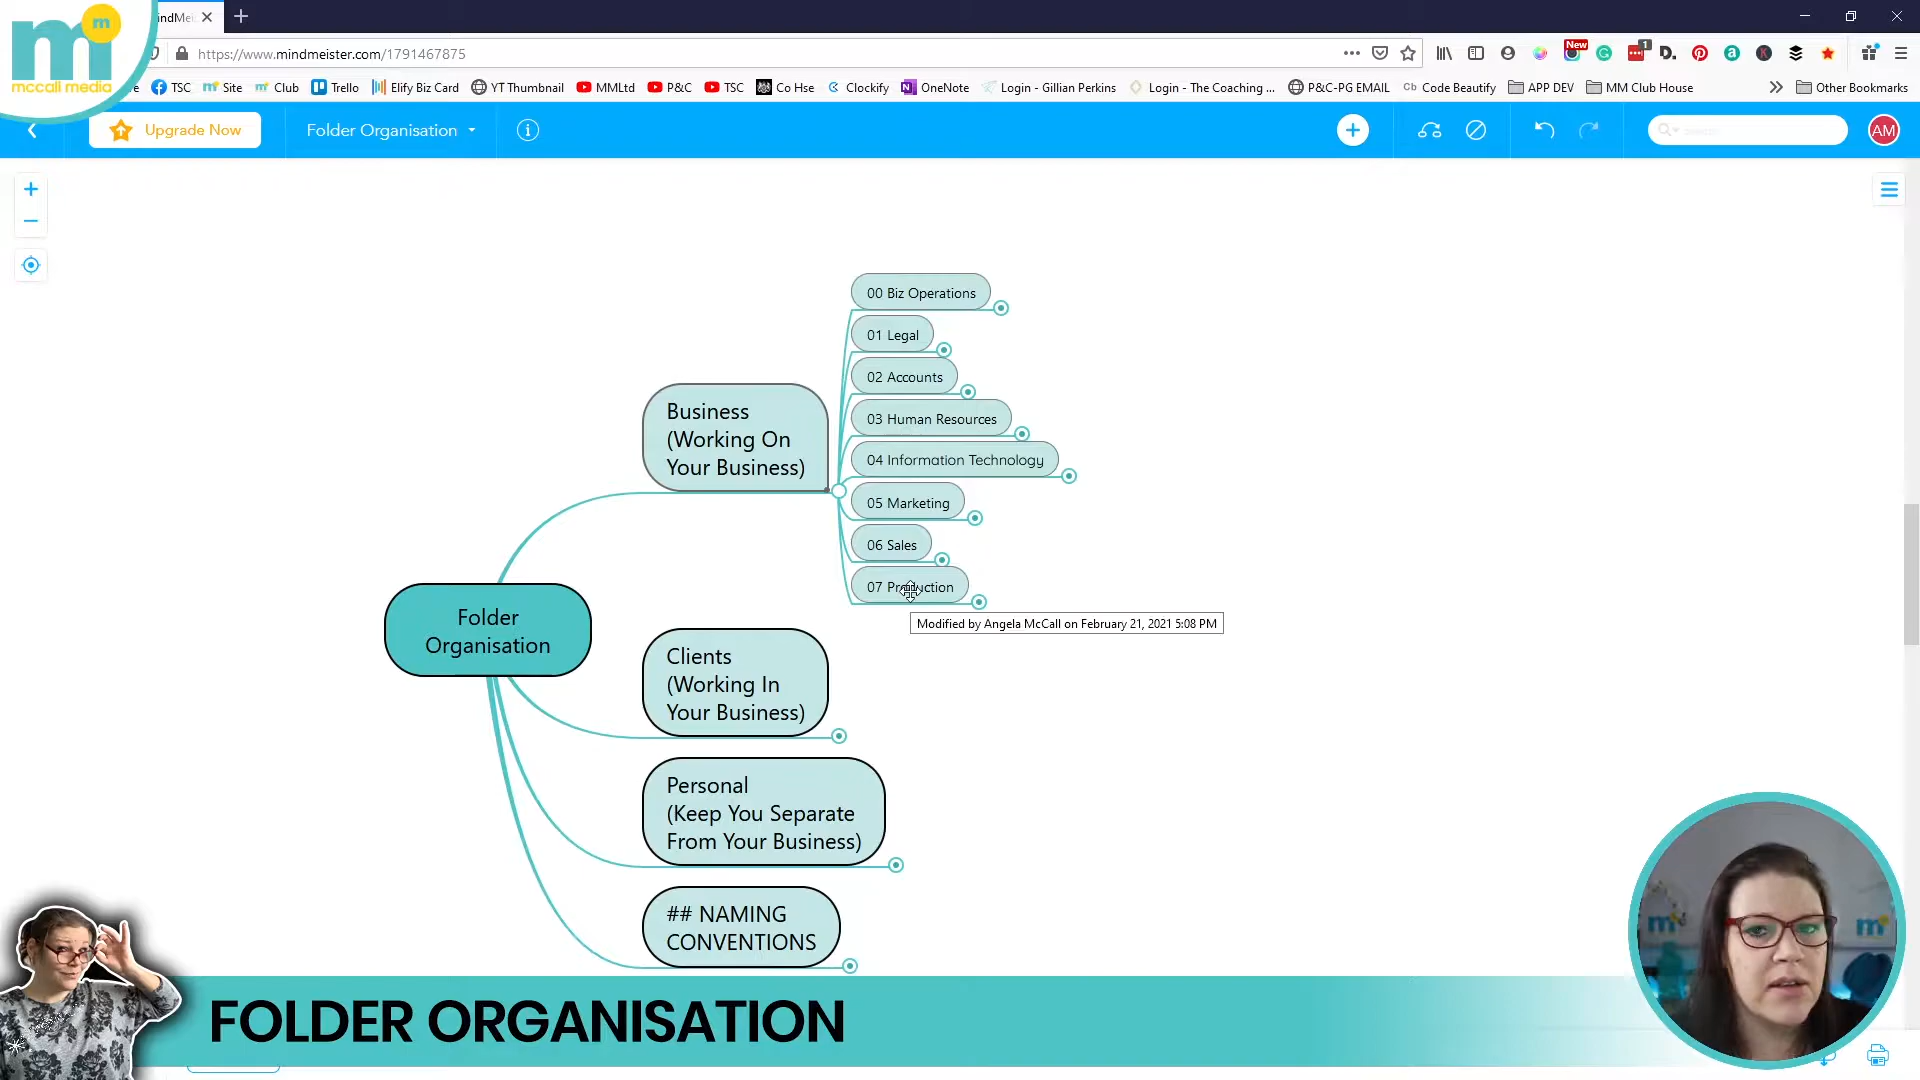 m
m
mccall media
indMei
https://www.mindmeister.com/1791467875
New
1
D.
a
K
TSC
Site
Club
Trello
Elify Biz Card
YT Thumbnail
MMLtd
P&C
TSC
Co Hse
Clockify
OneNote
Login - Gillian Perkins
Login - The Coaching ...
P&C-PG EMAIL
Cb Code Beautify
APP DEV
MM Club House
Other Bookmarks
Upgrade Now
Folder Organisation
AM
00 Biz Operations
01 Legal
02 Accounts
03 Human Resources
04 Information Technology
05 Marketing
06 Sales
07 Production
Modified by Angela McCall on February 21, 2021 5:08 PM
Business
(Working On
Your Business)
Folder
Organisation
Clients
(Working In
Your Business)
Personal
(Keep You Separate
From Your Business)
## NAMING
CONVENTIONS
FOLDER ORGANISATION